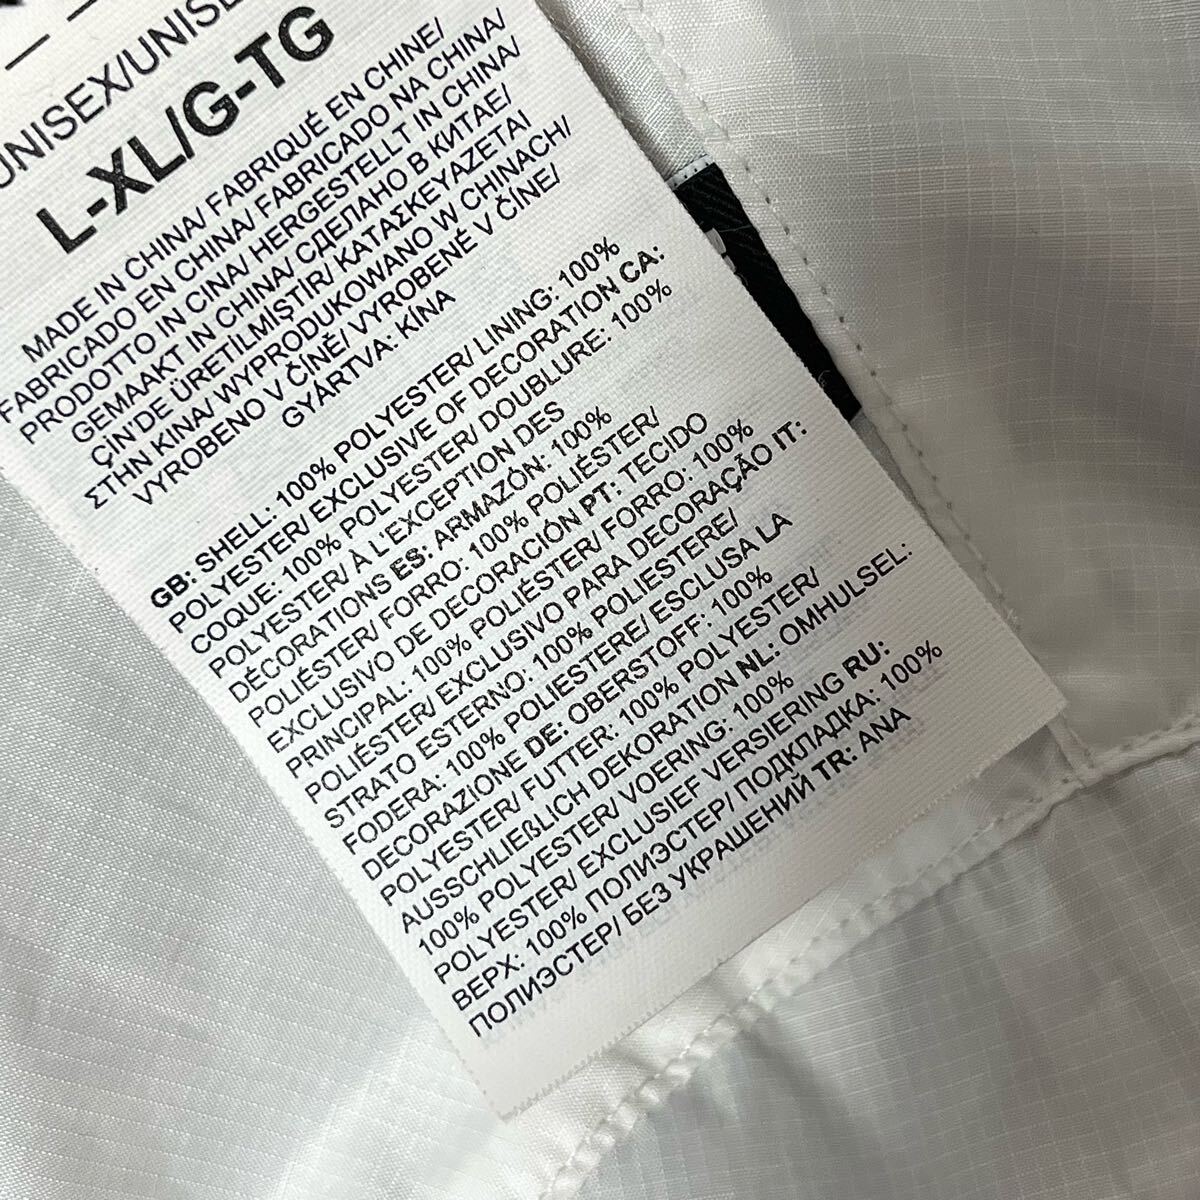 UNISEX/UNISE
L-XL/G-TG
MADE IN CHINA/ FABRIQUÉ EN CHINE/
FABRICADO EN CHINA/ FABRICADO NA CHINA/
PRODOTTO IN CINA/ HERGESTELLT IN CHINA/
GEMAAKT IN CHINA/ СДЕЛАНО В КИТАЕ/
ÇİN'DE ÜRETİLMİŞTİR/ ΚΑΤΑΣΚΕΥΑΖΕΤΑΙ
ΣΤΗΝ ΚΙΝΑ/ WYPRODUKOWANO W CHINACH/
VYROBENO V ČÍNĚ/ VYROBENÉ V ČÍNE/
GYÁRTVA: KÍNA
GB: SHELL: 100% POLYESTER/ LINING: 100%
POLYESTER/ EXCLUSIVE OF DECORATION CA:
COQUE: 100% POLYESTER/ DOUBLURE: 100%
POLYESTER/ À L'EXCEPTION DES
DÉCORATIONS ES: ARMAZÓN: 100%
POLIÉSTER/ FORRO: 100% POLIÉSTER/
EXCLUSIVO DE DECORACIÓN PT: TECIDO
PRINCIPAL: 100% POLIÉSTER/ FORRO: 100%
POLIÉSTER/ EXCLUSIVO PARA DECORAÇÃO IT:
STRATO ESTERNO: 100% POLIESTERE/
FODERA: 100% POLIESTERE/ ESCLUSA LA
DECORAZIONE DE: OBERSTOFF: 100%
POLYESTER/ FUTTER: 100% POLYESTER/
AUSSCHLIEßLICH DEKORATION NL: OMHULSEL:
100% POLYESTER/ VOERING: 100%
POLYESTER/ EXCLUSIEF VERSIERING RU:
ВЕРХ: 100% ПОЛИЭСТЕР/ ПОДКЛАДКА: 100%
ПОЛИЭСТЕР/ БЕЗ УКРАШЕНИЙ TR: ANA